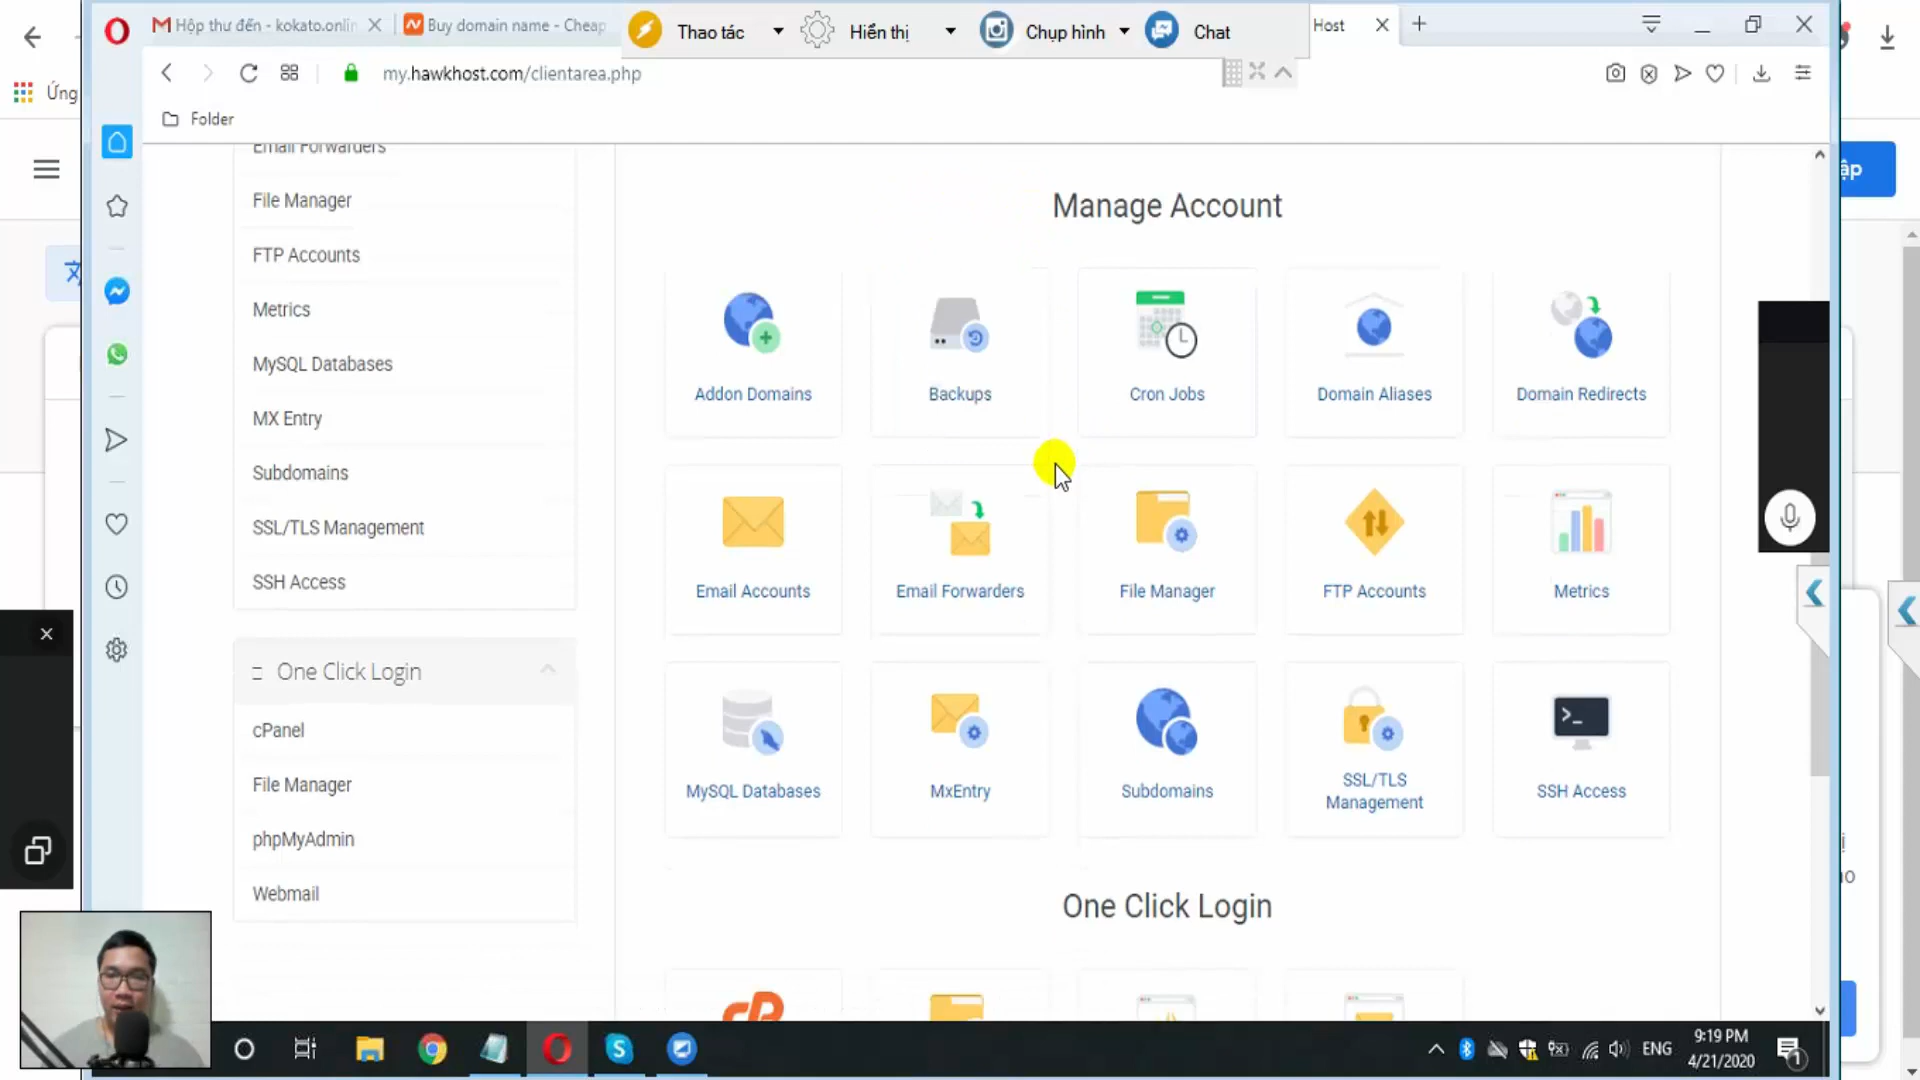 Hộp thư đến - kokato.onlin
Buy domain name - Cheap
Thao tác
Hiển thị
Chụp hình
Chat
Host
my.hawkhost.com/clientarea.php
Ứng
Folder
Email Forwarders
File Manager
FTP Accounts
Metrics
MySQL Databases
MX Entry
Subdomains
SSL/TLS Management
SSH Access
One Click Login
cPanel
File Manager
phpMyAdmin
Webmail
Manage Account
Addon Domains
Backups
Cron Jobs
Domain Aliases
Domain Redirects
Email Accounts
Email Forwarders
File Manager
FTP Accounts
Metrics
MySQL Databases
MxEntry
Subdomains
SSL/TLS
Management
SSH Access
One Click Login
ập
ENG
9:19 PM
4/21/2020
1